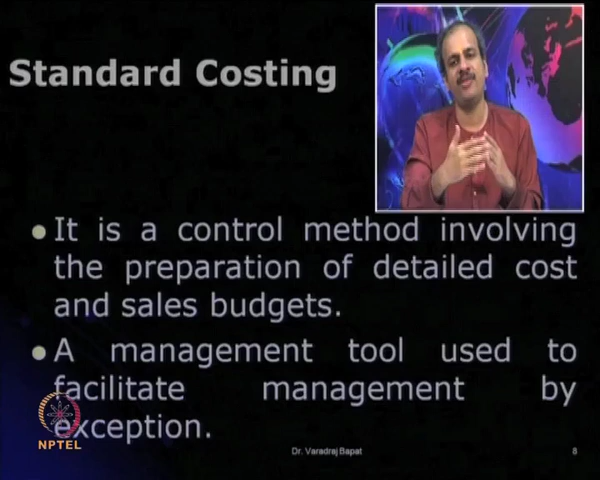 Standard Costing
● It is a control method involving
the preparation of detailed cost
and sales budgets.
● A management tool used to
facilitate management by
exception.
NPTEL
Dr. Varadraj Bapat
8